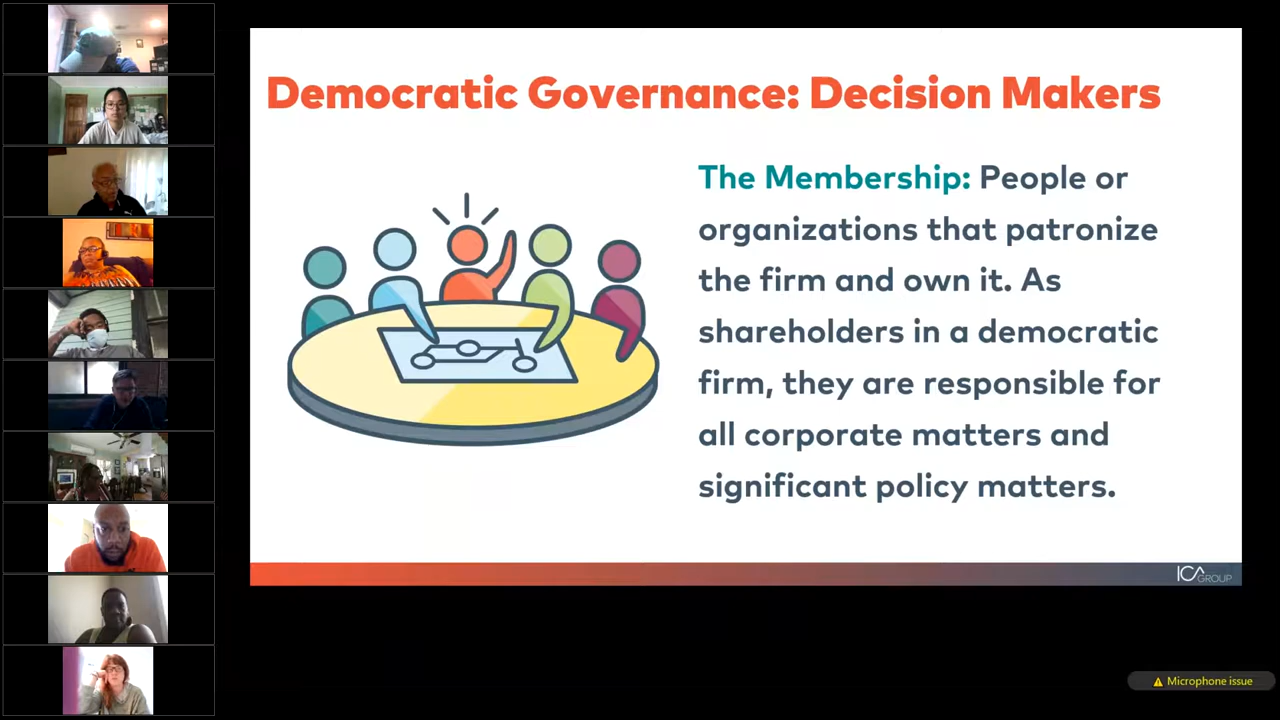 Democratic Governance: Decision Makers
The Membership: People or
organizations that patronize
the firm and own it. As
shareholders in a democratic
firm, they are responsible for
all corporate matters and
significant policy matters.
ICA GROUP
Microphone issue